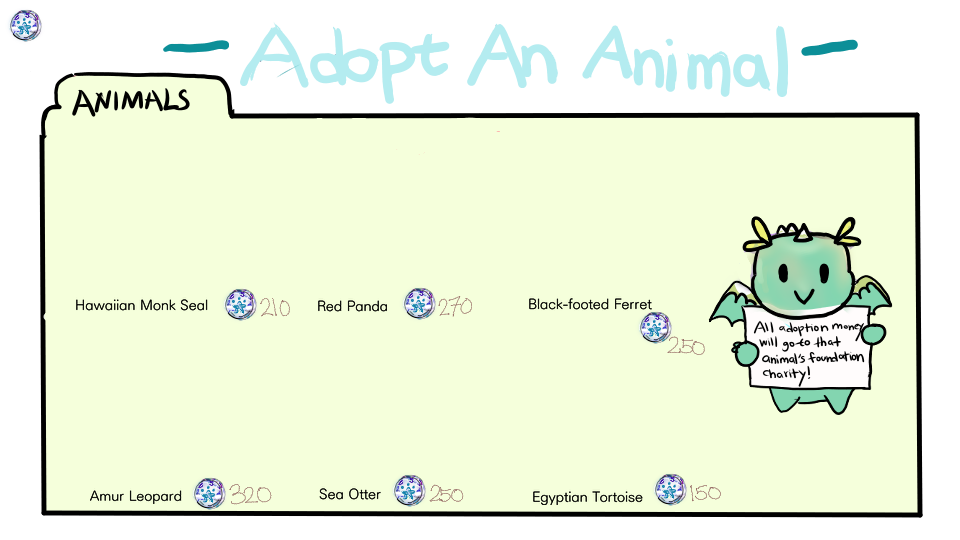 Adopt An Animal
ANIMALS
Hawaiian Monk Seal 210
Red Panda 270
Black-footed Ferret
250
All adoption money
will go to that
animal's foundation
charity!
Amur Leopard 320
Sea Otter 250
Egyptian Tortoise 150